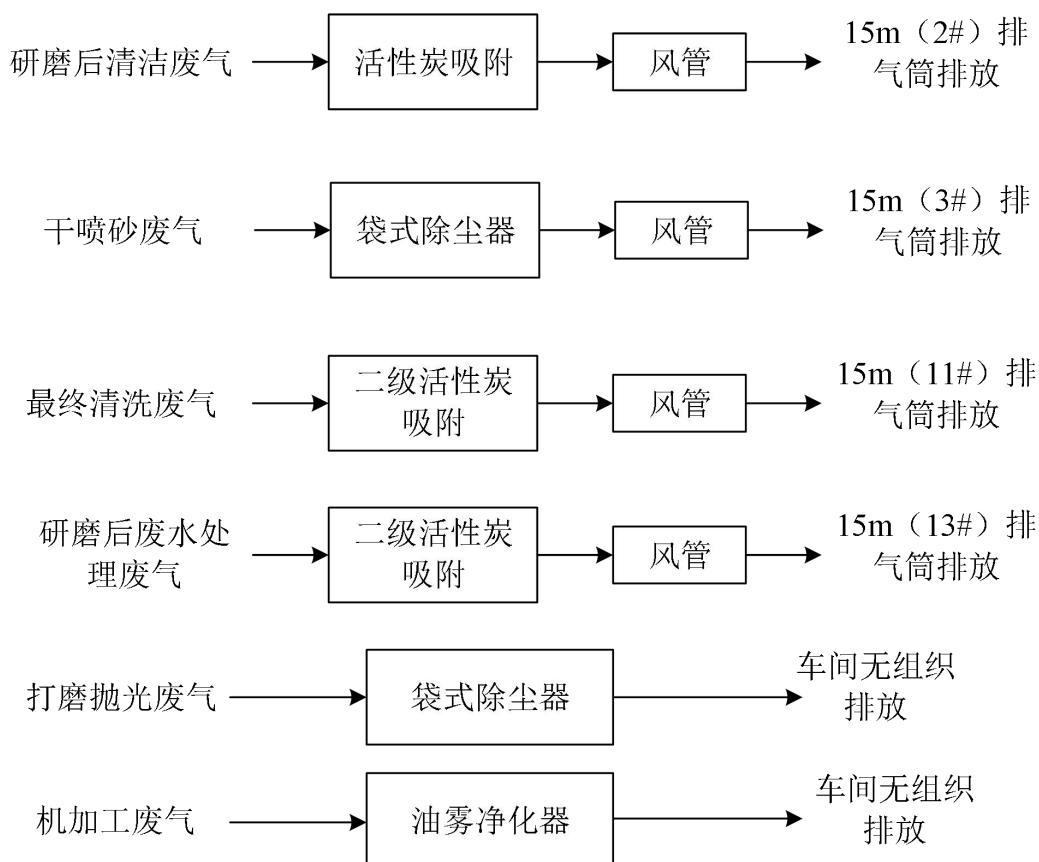 研磨后清洁废气
活性炭吸附
风管
15m（2#）排
气筒排放
干喷砂废气
袋式除尘器
风管
15m（3#）排
气筒排放
最终清洗废气
二级活性炭
吸附
风管
15m（11#）排
气筒排放
研磨后废水处
理废气
二级活性炭
吸附
风管
15m（13#）排
气筒排放
打磨抛光废气
袋式除尘器
车间无组织
排放
机加工废气
油雾净化器
车间无组织
排放